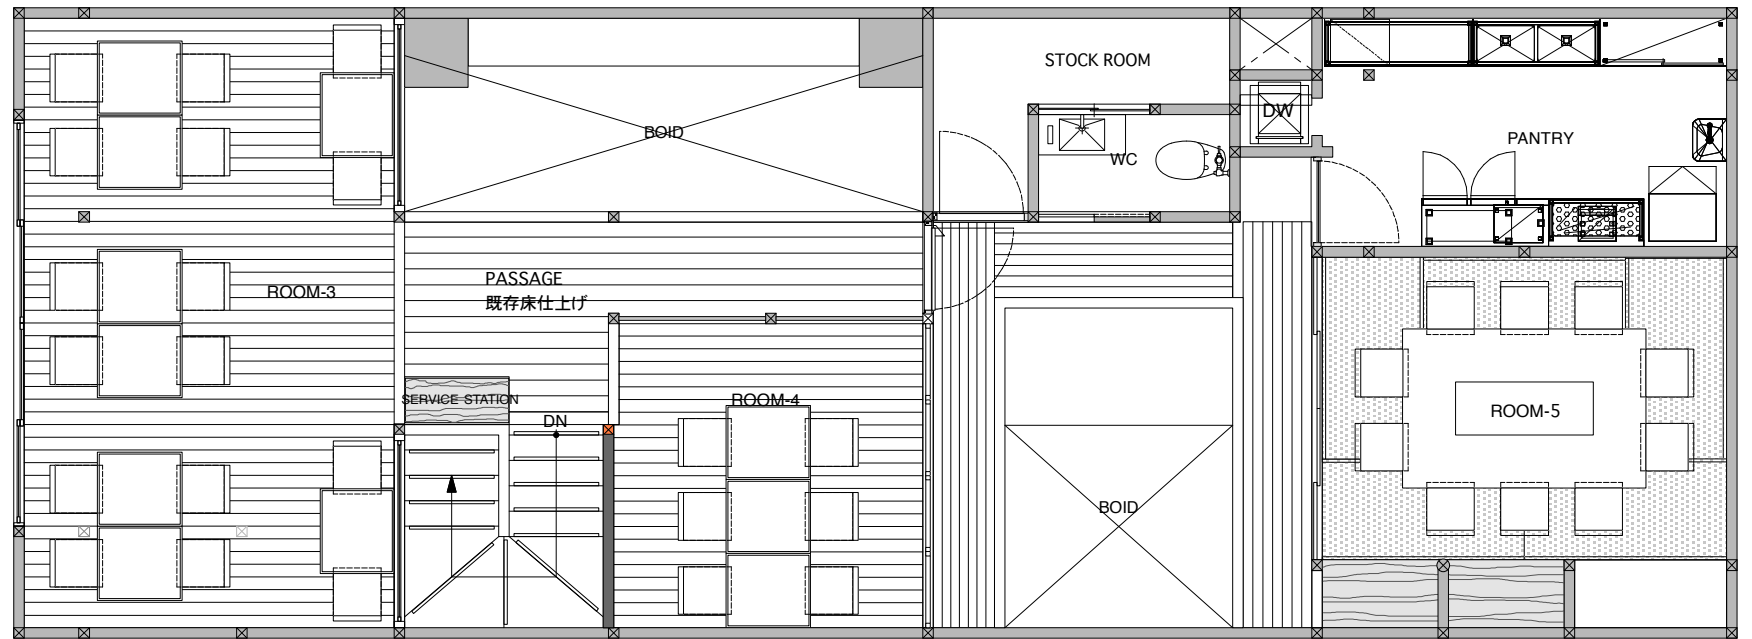 STOCK ROOM
DW
BOID
PANTRY
WC
PASSAGE
既存床仕上げ
ROOM-3
SERVICE STATION
ROOM-4
DN
ROOM-5
BOID